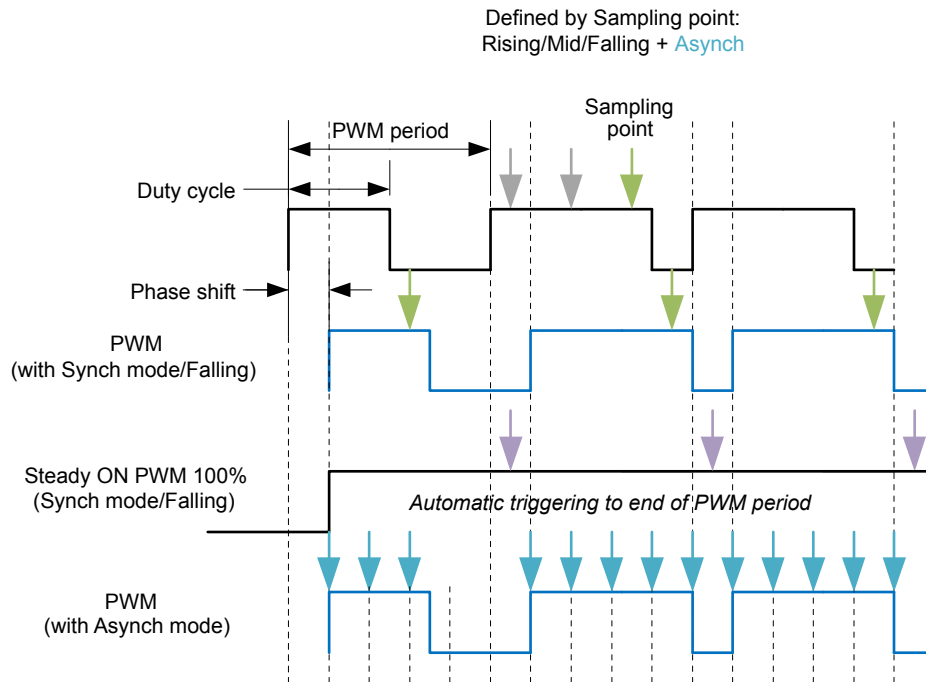 Defined by Sampling point:
Rising/Mid/Falling + Asynch
Sampling
point
PWM period
Duty cycle
Phase shift
PWM
(with Synch mode/Falling)
Steady ON PWM 100%
(Synch mode/Falling)
Automatic triggering to end of PWM period
PWM
(with Asynch mode)